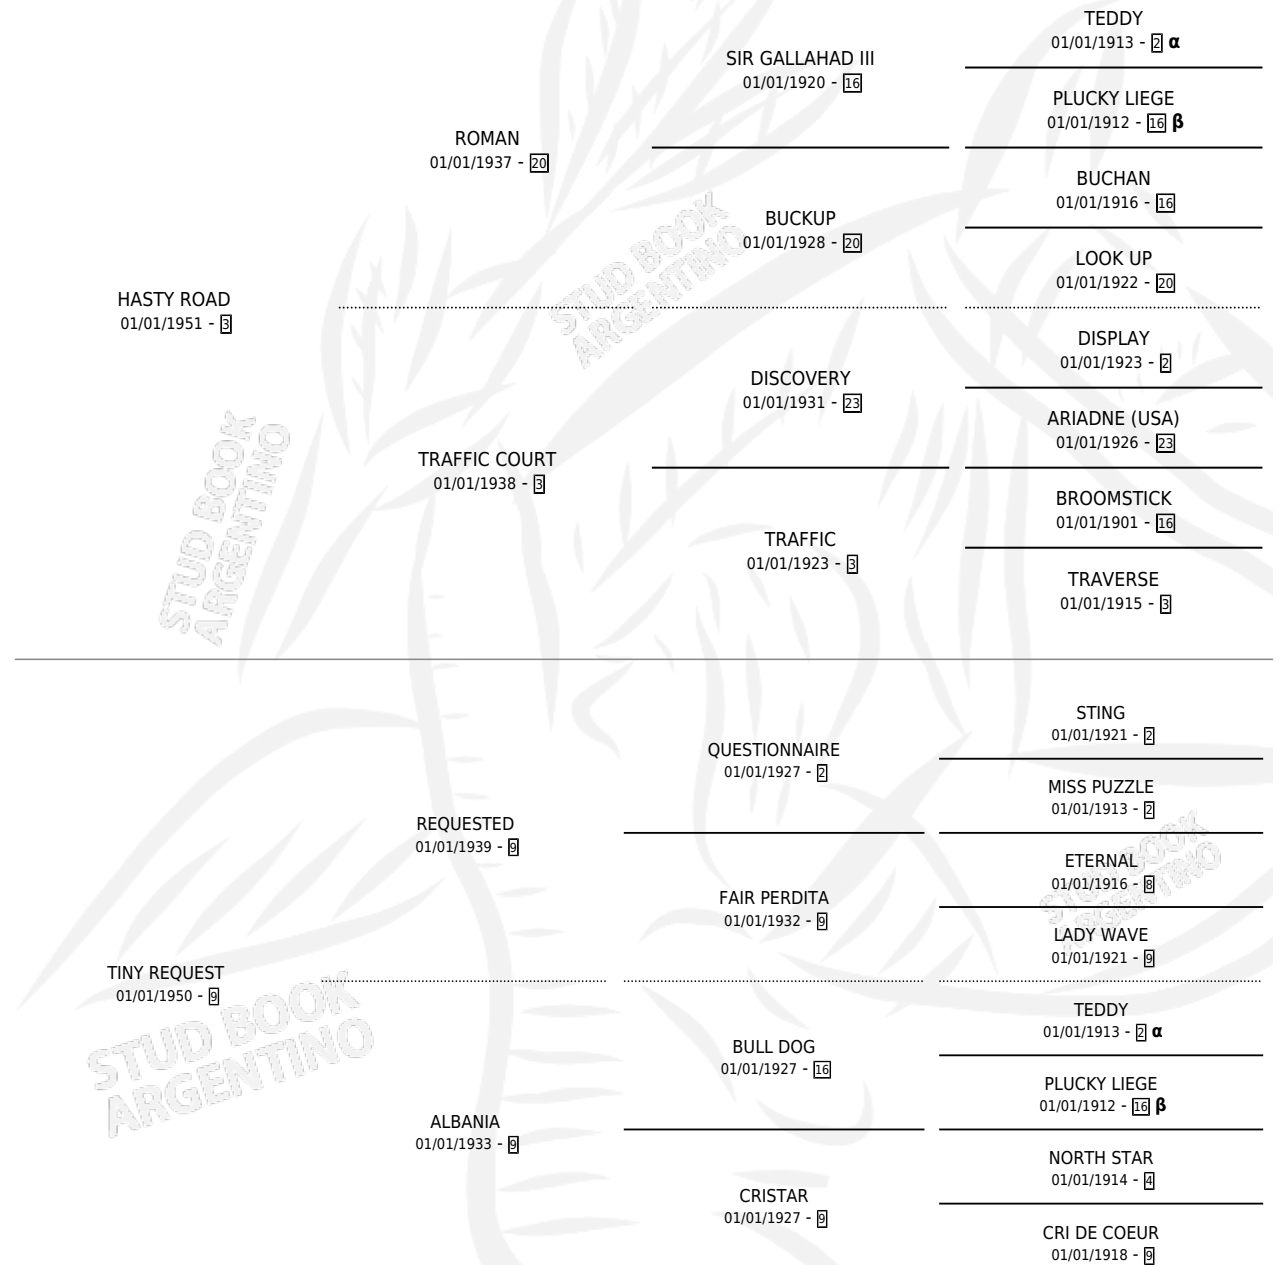 TEDDY
01/01/1913 - 2 α
SIR GALLAHAD III
01/01/1920 - 16
PLUCKY LIEGE
01/01/1912 - 16 β
ROMAN
01/01/1937 - 20
BUCHAN
01/01/1916 - 16
BUCKUP
01/01/1928 - 20
LOOK UP
01/01/1922 - 20
HASTY ROAD
01/01/1951 - 3
DISPLAY
01/01/1923 - 2
DISCOVERY
01/01/1931 - 23
ARIADNE (USA)
01/01/1926 - 23
TRAFFIC COURT
01/01/1938 - 3
BROOMSTICK
01/01/1901 - 16
TRAFFIC
01/01/1923 - 3
TRAVERSE
01/01/1915 - 3
STING
01/01/1921 - 2
QUESTIONNAIRE
01/01/1927 - 2
MISS PUZZLE
01/01/1913 - 2
REQUESTED
01/01/1939 - 9
ETERNAL
01/01/1916 - 8
FAIR PERDITA
01/01/1932 - 9
LADY WAVE
01/01/1921 - 9
TINY REQUEST
01/01/1950 - 9
TEDDY
01/01/1913 - 2 α
BULL DOG
01/01/1927 - 16
PLUCKY LIEGE
01/01/1912 - 16 β
ALBANIA
01/01/1933 - 9
NORTH STAR
01/01/1914 - 4
CRISTAR
01/01/1927 - 9
CRI DE COEUR
01/01/1918 - 9
STUD BOOK
ARGENTINO
STUD BOOK
ARGENTINO
STUD BOOK
ARGENTINO
STUD BOOK
ARGENTINO